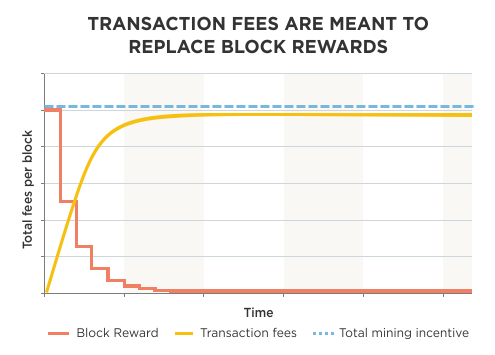 TRANSACTION FEES ARE MEANT TO
REPLACE BLOCK REWARDS
Total fees per block
Time
Block Reward
Transaction fees
Total mining incentive